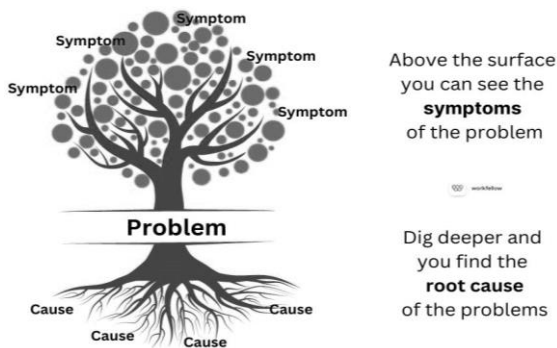 Symptom
Symptom
Symptom
Symptom
Symptom
Problem
Cause
Cause
Cause
Cause
Above the surface
you can see the
symptoms
of the problem
workfellow
Dig deeper and
you find the
root cause
of the problems